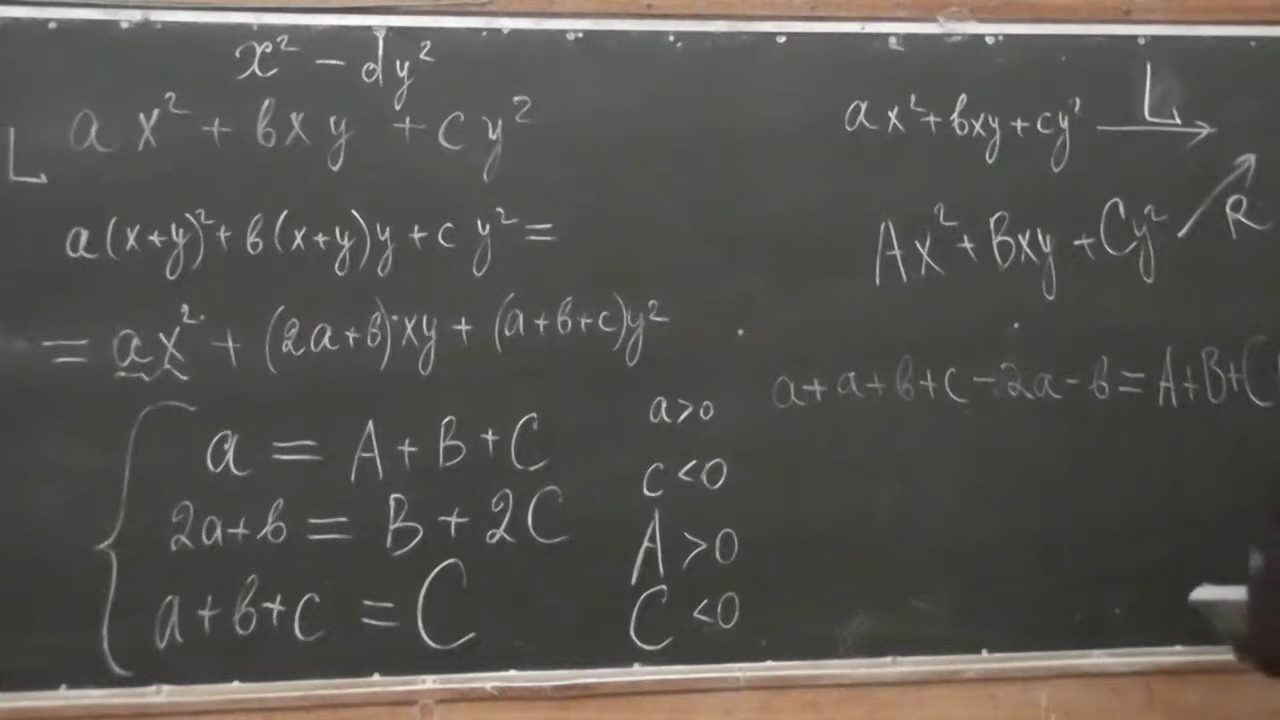 x² - dy²
L ax² + bxy + cy²
a(x+y)² + b(x+y)y + cy² =
= ax² + (2a+b)·xy + (a+b+c)y²
a = A+B+C
2a+b = B+2C
a+b+c = C
a>0
c<0
A>0
C<0
ax²+bxy+cy² → L
Ax²+Bxy+Cy² ↗ R
a+a+b+c-2a-b=A+B+C